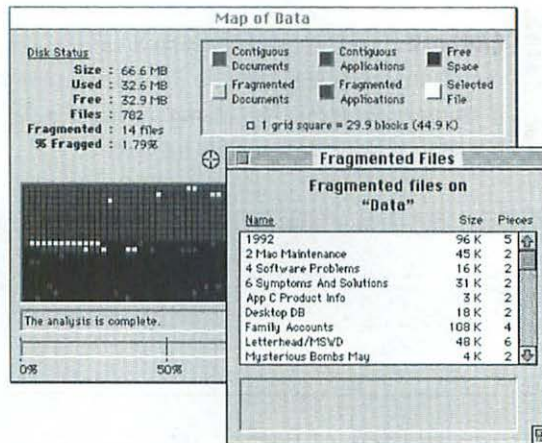 Map of Data
Disk Status
Size : 66.6 MB
Used : 32.6 MB
Free : 32.9 MB
Files : 782
Fragmented : 14 files
% Fragged : 1.79%
Contiguous Documents
Contiguous Applications
Free Space
Fragmented Documents
Fragmented Applications
Selected File
1 grid square = 29.9 blocks (44.9 K)
The analysis is complete.
0%
50%
Fragmented Files
Fragmented files on
“Data”
Name Size Pieces
1992 96 K 5
2 Mac Maintenance 45 K 2
4 Software Problems 16 K 2
6 Symptoms And Solutions 31 K 2
App C Product Info 3 K 2
Desktop DB 18 K 2
Family Accounts 108 K 4
Letterhead/MSWD 48 K 6
Mysterious Bombs May 4 K 2